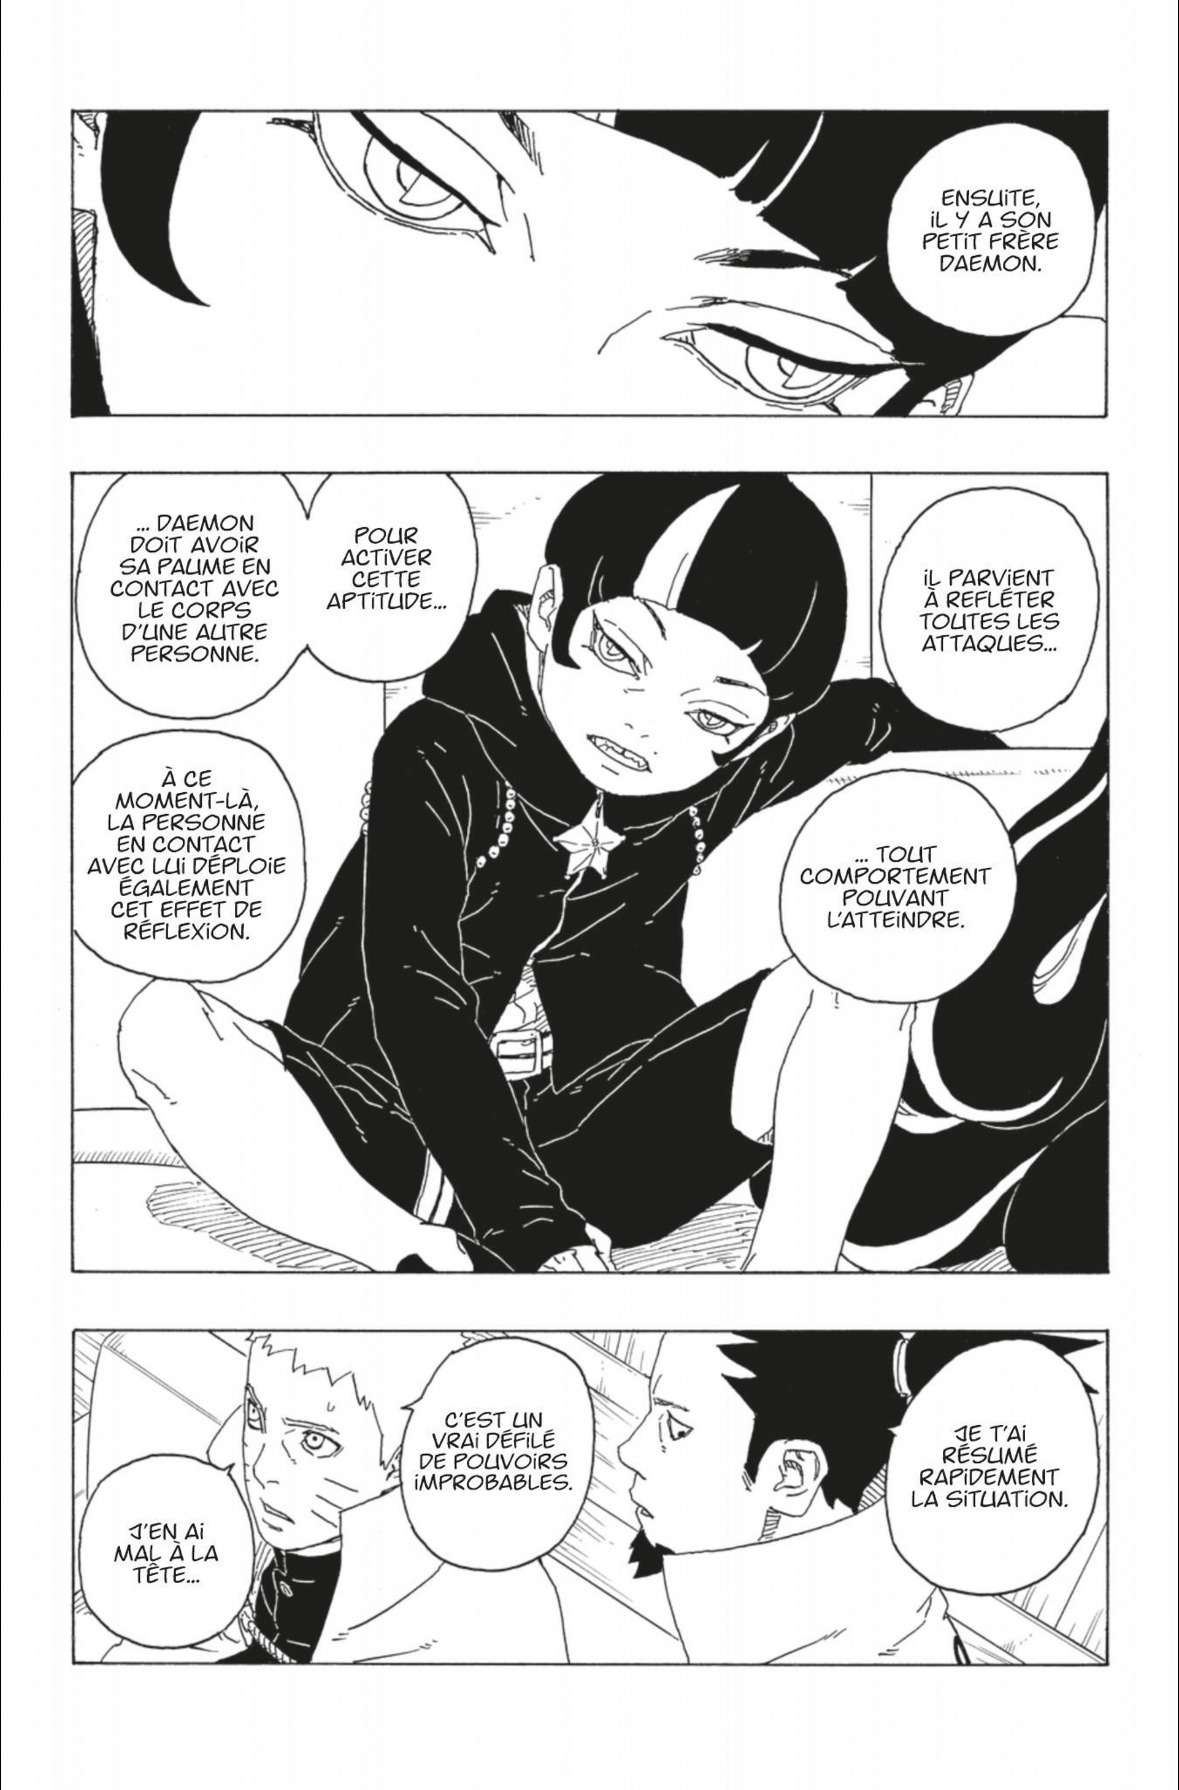 ENSUITE,
IL Y A SON
PETIT FRÈRE
DAEMON.
IL PARVIENT
À REFLÉTER
TOUTES LES
ATTAQUES...
... TOUT
COMPORTEMENT
POUVANT
L'ATTEINDRE.
POUR
ACTIVER
CETTE
APTITUDE...
... DAEMON
DOIT AVOIR
SA PAUME EN
CONTACT AVEC
LE CORPS
D'UNE AUTRE
PERSONNE.
À CE
MOMENT-LÀ,
LA PERSONNE
EN CONTACT
AVEC LUI DÉPLOIE
ÉGALEMENT
CET EFFET DE
RÉFLEXION.
JE T'AI
RÉSUMÉ
RAPIDEMENT
LA SITUATION.
C'EST UN
VRAI DÉFILÉ
DE POUVOIRS
IMPROBABLES.
J'EN AI
MAL À LA
TÊTE...